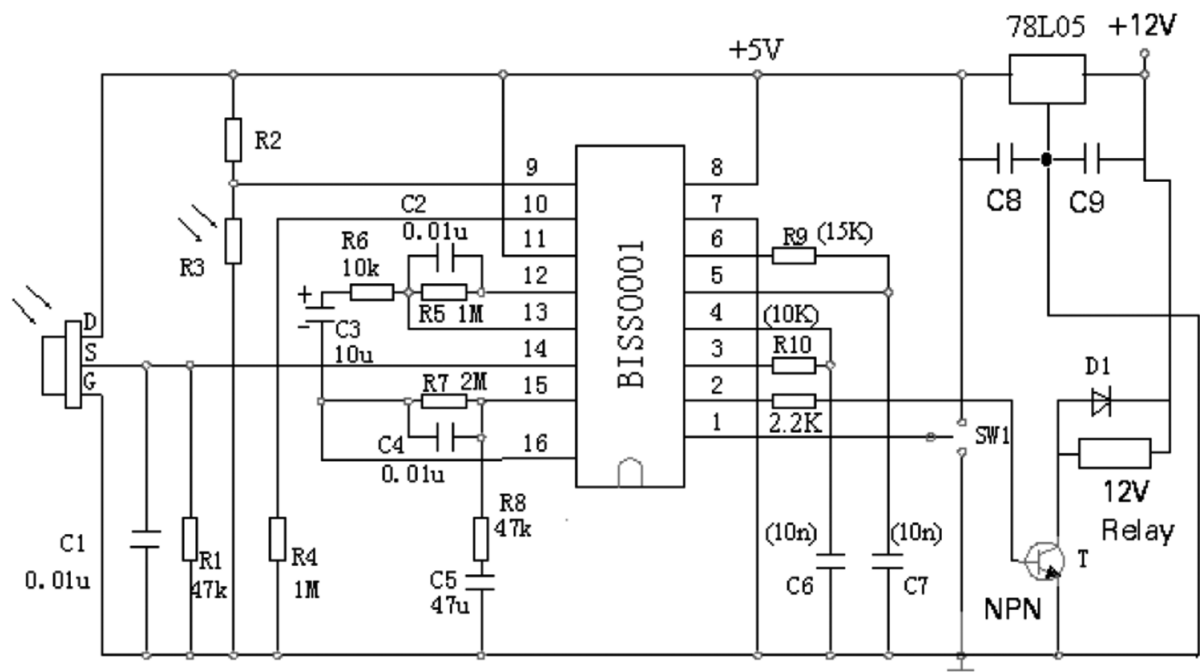 78L05 +12V
+5V
R2
9 8
C2 10 7
0.01u
R6 11 6 R9 (15K)
10k
R3 12 5
+
R5 1M 13 4 (10K)
-
C3
10u
D
S 14 3 R10
G
R7 2M 15 2
2.2K
C4 16 1 SW1
0.01u
BISS0001
C8 C9
D1
12V
Relay
R8
47k
(10n) (10n)
C1
0.01u
R1
47k
R4
1M
C5
47u
C6 C7
T
NPN